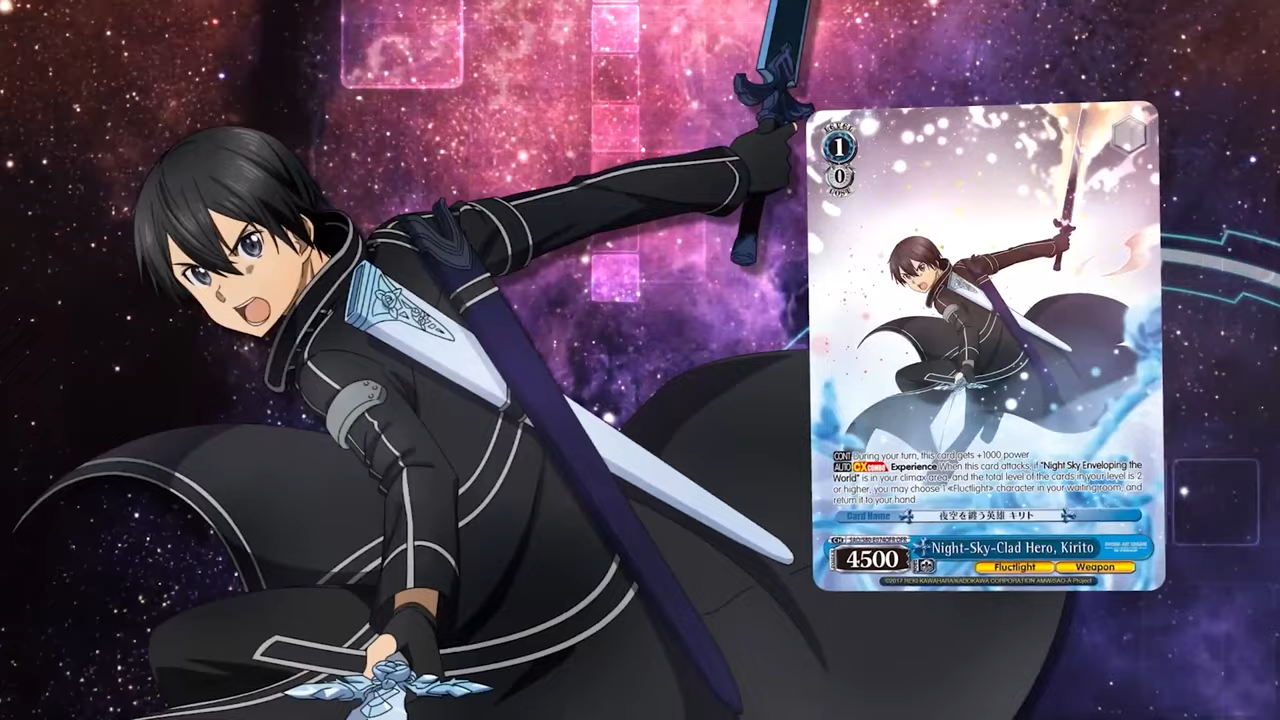 LEVEL
1
0
COST
CONT During your turn, this card gets +1000 power
AUTO CX COMBO Experience When this card attacks, if "Night Sky Enveloping the
World" is in your climax area, and the total level of the cards in your level is 2
or higher, you may choose 1 «Fluctlight» character in your waiting room, and
return it to your hand
Card Name 夜空を纏う英雄 キリト
4500
Night-Sky-Clad Hero, Kirito
Fluctlight Weapon
©2017 REKI KAWAHARA/KADOKAWA CORPORATION AMW/SAO-A Project